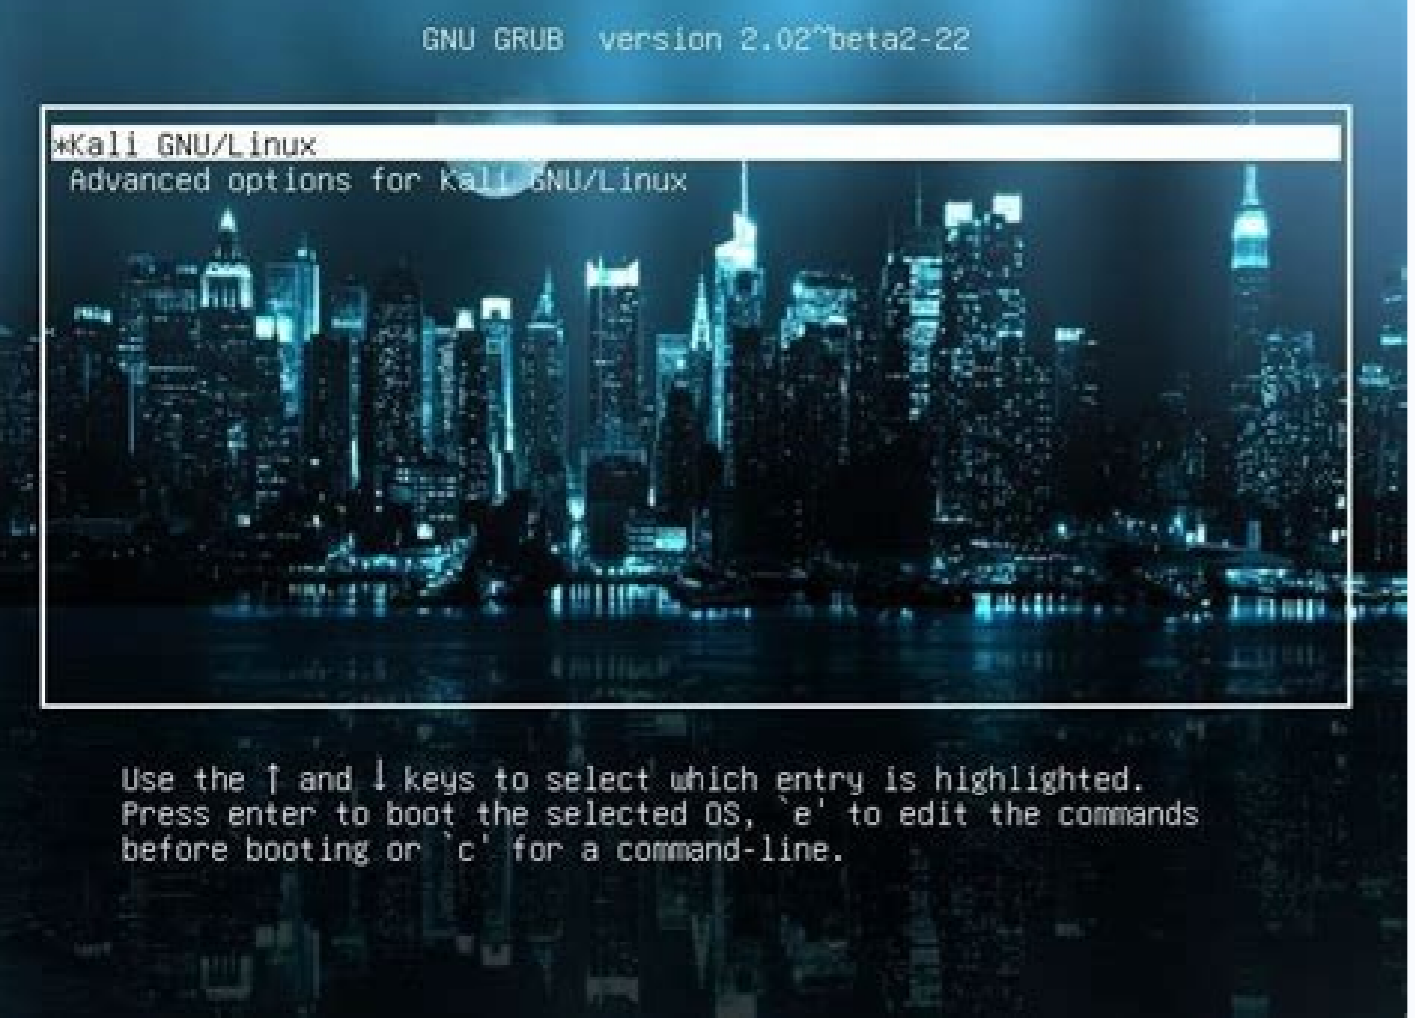 GNU GRUB  version 2.02~beta2-22
*Kali GNU/Linux
Advanced options for Kali GNU/Linux
Use the ↑ and ↓ keys to select which entry is highlighted.
Press enter to boot the selected OS, `e' to edit the commands
before booting or `c' for a command-line.